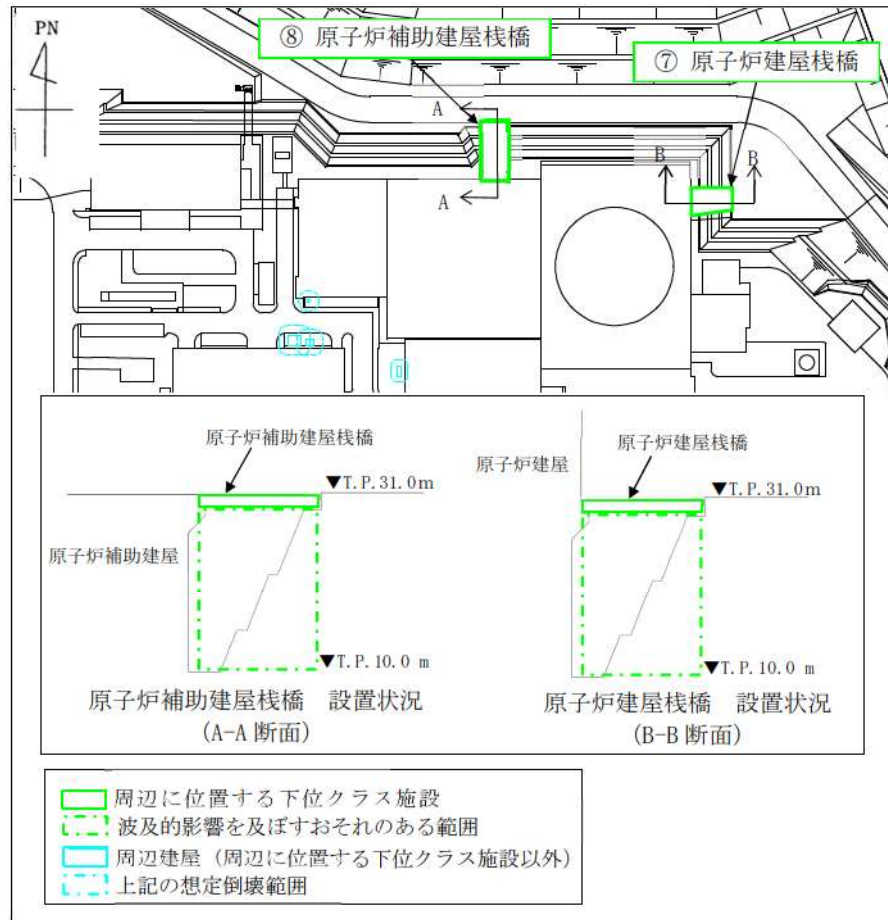 PN
⑧ 原子炉補助建屋桟橋
⑦ 原子炉建屋桟橋
A
A
B
B
原子炉補助建屋桟橋
▼T.P.31.0m
原子炉補助建屋
▼T.P.10.0 m
原子炉補助建屋桟橋 設置状況
(A-A 断面)
原子炉建屋桟橋
原子炉建屋
▼T.P.31.0m
▼T.P.10.0 m
原子炉建屋桟橋 設置状況
(B-B 断面)
周辺に位置する下位クラス施設
波及的影響を及ぼすおそれのある範囲
周辺建屋（周辺に位置する下位クラス施設以外）
上記の想定倒壊範囲